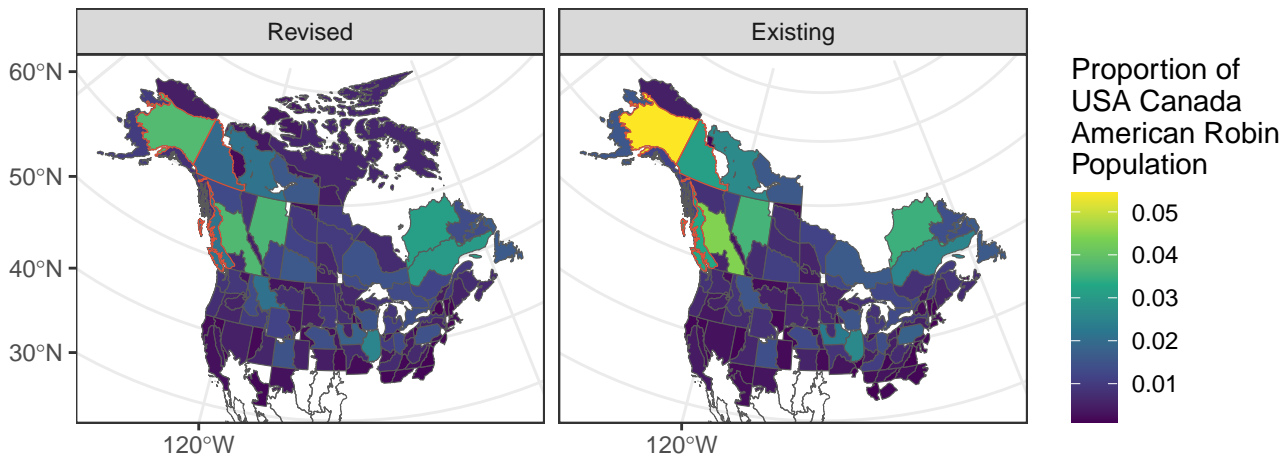 Revised
Existing
60°N
50°N
40°N
30°N
120°W
120°W
Proportion of
USA Canada
American Robin
Population
0.05
0.04
0.03
0.02
0.01